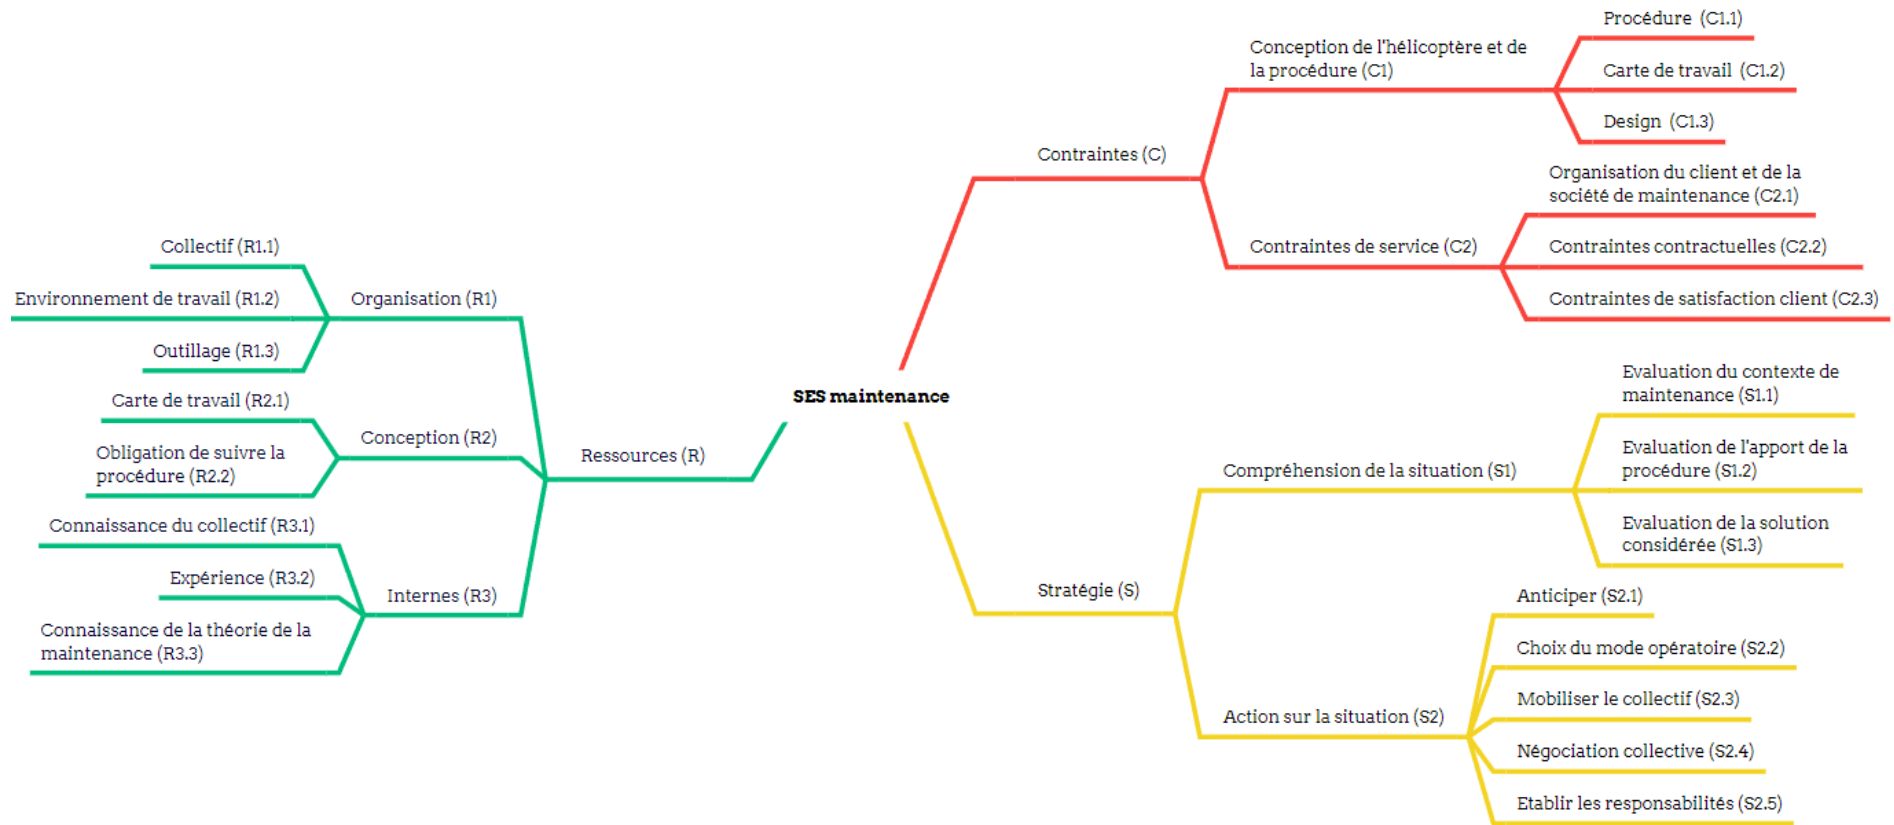 SES maintenance
Contraintes (C)
Conception de l'hélicoptère et de
la procédure (C1)
Procédure (C1.1)
Carte de travail (C1.2)
Design (C1.3)
Contraintes de service (C2)
Organisation du client et de la
société de maintenance (C2.1)
Contraintes contractuelles (C2.2)
Contraintes de satisfaction client (C2.3)
Stratégie (S)
Compréhension de la situation (S1)
Evaluation du contexte de
maintenance (S1.1)
Evaluation de l'apport de la
procédure (S1.2)
Evaluation de la solution
considérée (S1.3)
Action sur la situation (S2)
Anticiper (S2.1)
Choix du mode opératoire (S2.2)
Mobiliser le collectif (S2.3)
Négociation collective (S2.4)
Etablir les responsabilités (S2.5)
Ressources (R)
Organisation (R1)
Collectif (R1.1)
Environnement de travail (R1.2)
Outillage (R1.3)
Conception (R2)
Carte de travail (R2.1)
Obligation de suivre la
procédure (R2.2)
Internes (R3)
Connaissance du collectif (R3.1)
Expérience (R3.2)
Connaissance de la théorie de la
maintenance (R3.3)